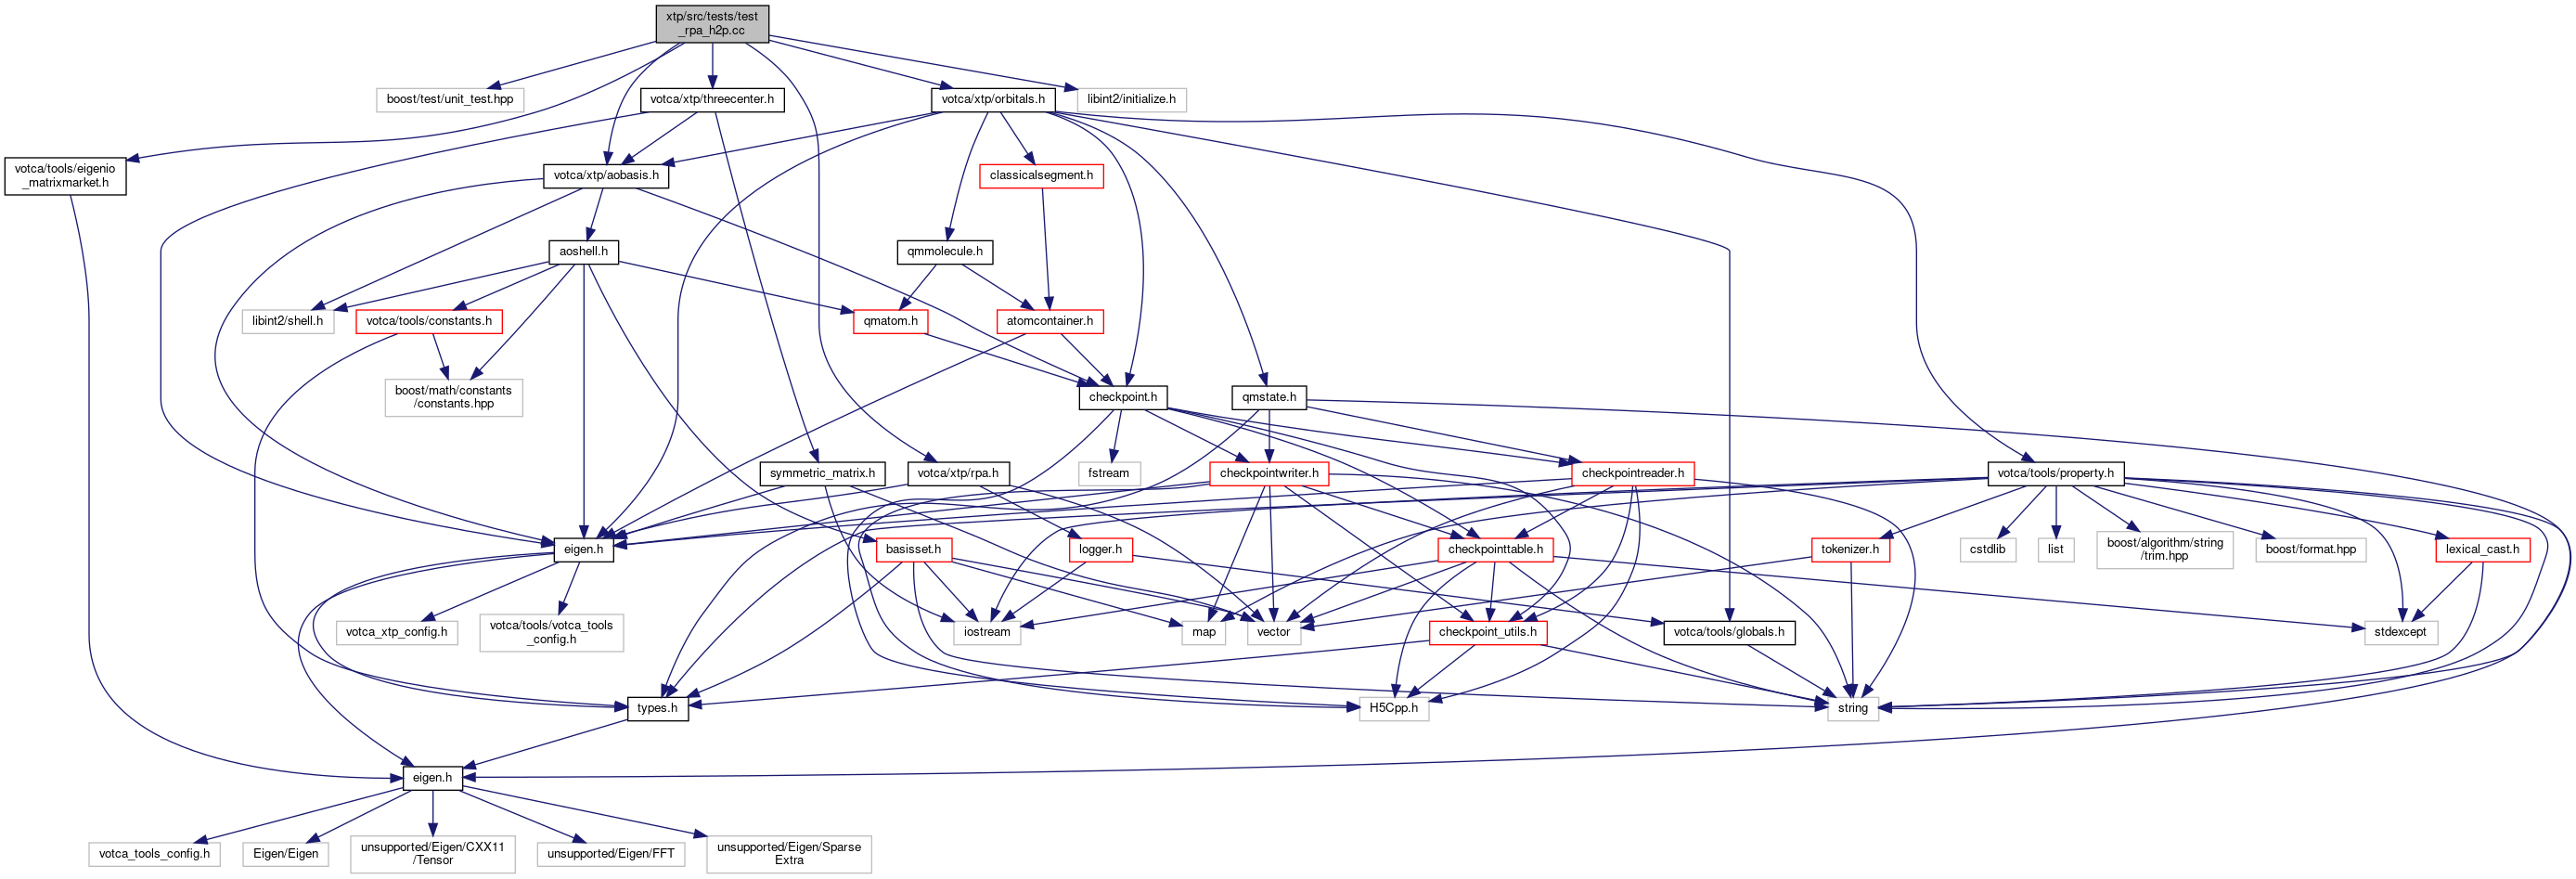 xtp/src/tests/test
_rpa_h2p.cc
boost/test/unit_test.hpp
votca/xtp/threecenter.h
votca/xtp/orbitals.h
libint2/initialize.h
votca/tools/eigenio
_matrixmarket.h
votca/xtp/aobasis.h
classicalsegment.h
aoshell.h
qmmolecule.h
libint2/shell.h
votca/tools/constants.h
qmatom.h
atomcontainer.h
boost/math/constants
/constants.hpp
checkpoint.h
qmstate.h
symmetric_matrix.h
votca/xtp/rpa.h
fstream
checkpointwriter.h
checkpointreader.h
votca/tools/property.h
eigen.h
basisset.h
logger.h
checkpointtable.h
tokenizer.h
cstdlib
list
boost/algorithm/string
/trim.hpp
boost/format.hpp
lexical_cast.h
votca_xtp_config.h
votca/tools/votca_tools
_config.h
iostream
map
vector
checkpoint_utils.h
votca/tools/globals.h
stdexcept
types.h
H5Cpp.h
string
eigen.h
votca_tools_config.h
Eigen/Eigen
unsupported/Eigen/CXX11
/Tensor
unsupported/Eigen/FFT
unsupported/Eigen/Sparse
Extra